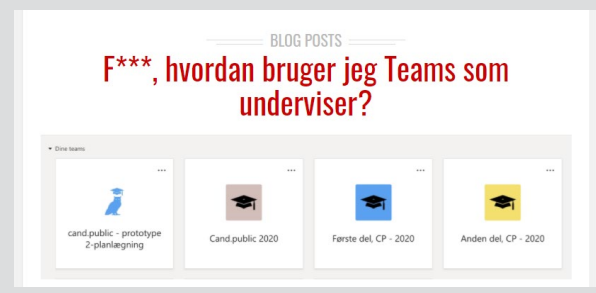 BLOG POSTS
F***, hvordan bruger jeg Teams som
underviser?
Dine teams
cand.public - prototype
2-planlægning
Cand.public 2020
Første del, CP - 2020
Anden del, CP - 2020